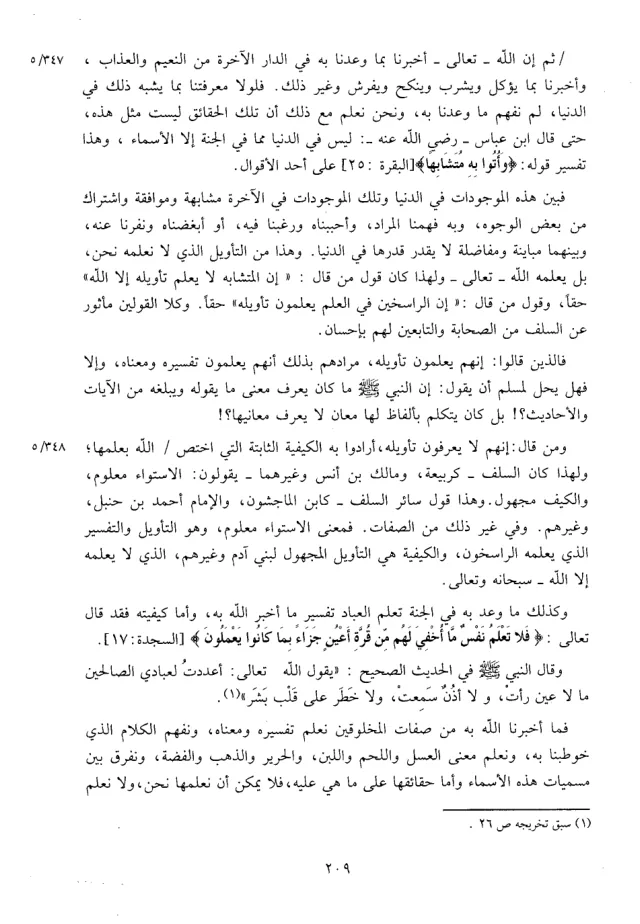 / ثم إن الله ـ تعالى ـ أخبرنا بما وعدنا به في الدار الآخرة من النعيم والعذاب ، ٥/٣٤٧
وأخبرنا بما يؤكل ويشرب وينكح ويفرش وغير ذلك. فلولا معرفتنا بما يشبه ذلك في
الدنيا، لم نفهم ما وعدنا به، ونحن نعلم مع ذلك أن تلك الحقائق ليست مثل هذه،
حتى قال ابن عباس ـ رضي الله عنه ـ: ليس في الدنيا مما في الجنة إلا الأسماء ، وهذا
تفسير قوله: ﴿وَأُتُوا بِهِ مُتَشَابِهًا﴾[البقرة :٢٥] على أحد الأقوال.
فبين هذه الموجودات في الدنيا وتلك الموجودات في الآخرة مشابهة وموافقة واشتراك
من بعض الوجوه، وبه فهمنا المراد، وأحببناه ورغبنا فيه، أو أبغضناه ونفرنا عنه،
وبينهما مباينة ومفاضلة لا يقدر قدرها في الدنيا. وهذا من التأويل الذي لا نعلمه نحن،
بل يعلمه الله ـ تعالى ـ ولهذا كان قول من قال : « إن المتشابه لا يعلم تأويله إلا الله»
حقاً، وقول من قال :« إن الراسخين في العلم يعلمون تأويله» حقاً. وكلا القولين مأثور
عن السلف من الصحابة والتابعين لهم بإحسان.
فالذين قالوا: إنهم يعلمون تأويله، مرادهم بذلك أنهم يعلمون تفسيره ومعناه، وإلا
فهل يحل لمسلم أن يقول: إن النبي ﷺ ما كان يعرف معنى ما يقوله ويبلغه من الآيات
والأحاديث؟! بل كان يتكلم بألفاظ لها معان لا يعرف معانيها؟!
ومن قال:إنهم لا يعرفون تأويله،أرادوا به الكيفية الثابتة التي اختص / الله بعلمها؛ ٥/٣٤٨
ولهذا كان السلف ـ كربيعة، ومالك بن أنس وغيرهما ـ يقولون: الاستواء معلوم،
والكيف مجهول.وهذا قول سائر السلف ـ كابن الماجشون، والإمام أحمد بن حنبل،
وغيرهم. وفي غير ذلك من الصفات. فمعنى الاستواء معلوم، وهو التأويل والتفسير
الذي يعلمه الراسخون، والكيفية هي التأويل المجهول لبني آدم وغيرهم، الذي لا يعلمه
إلا الله ـ سبحانه وتعالى.
وكذلك ما وعد به في الجنة تعلم العباد تفسير ما أخبر الله به، وأما كيفيته فقد قال
تعالى :﴿ فَلا تَعْلَمُ نَفْسٌ مَّا أُخْفِيَ لَهُم مِّن قُرَّةِ أَعْيُنٍ جَزَاءً بِمَا كَانُوا يَعْمَلُونَ ﴾ [السجدة:١٧].
وقال النبي ﷺ في الحديث الصحيح : «يقول الله تعالى: أعددتُ لعبادي الصالحين
ما لا عين رأتْ، و لا أذُنٌ سَمعتْ، ولا خَطَر على قَلْب بَشَر»(١).
فما أخبرنا الله به من صفات المخلوقين نعلم تفسيره ومعناه، ونفهم الكلام الذي
خوطبنا به، ونعلم معنى العسل واللحم واللبن، والحرير والذهب والفضة، ونفرق بين
مسميات هذه الأسماء وأما حقائقها على ما هي عليه،فلا يمكن أن نعلمها نحن،ولا نعلم
(١) سبق تخريجه ص ٢٦ .
٢٠٩